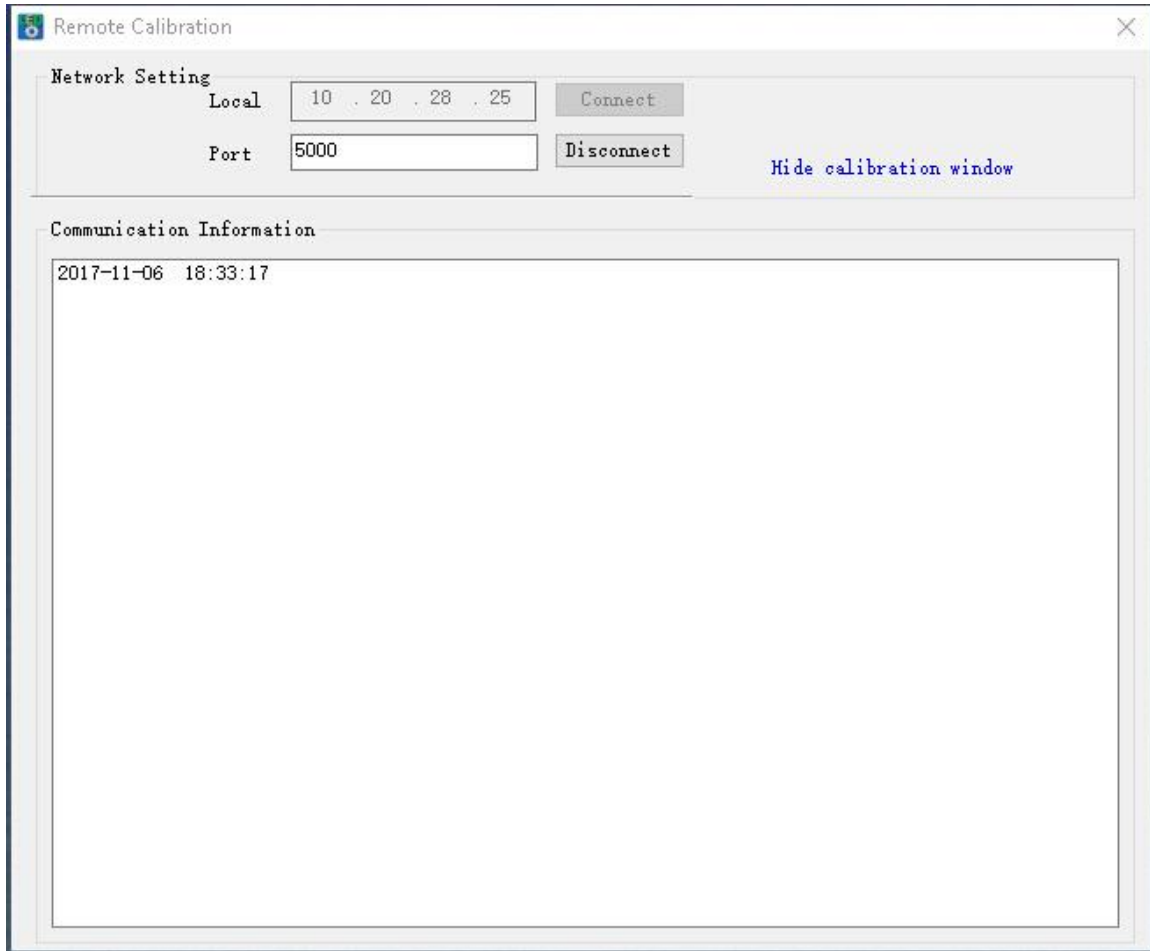 Remote Calibration
Network Setting
Local 10 . 20 . 28 . 25 Connect
Port 5000 Disconnect
Hide calibration window
Communication Information
2017-11-06 18:33:17